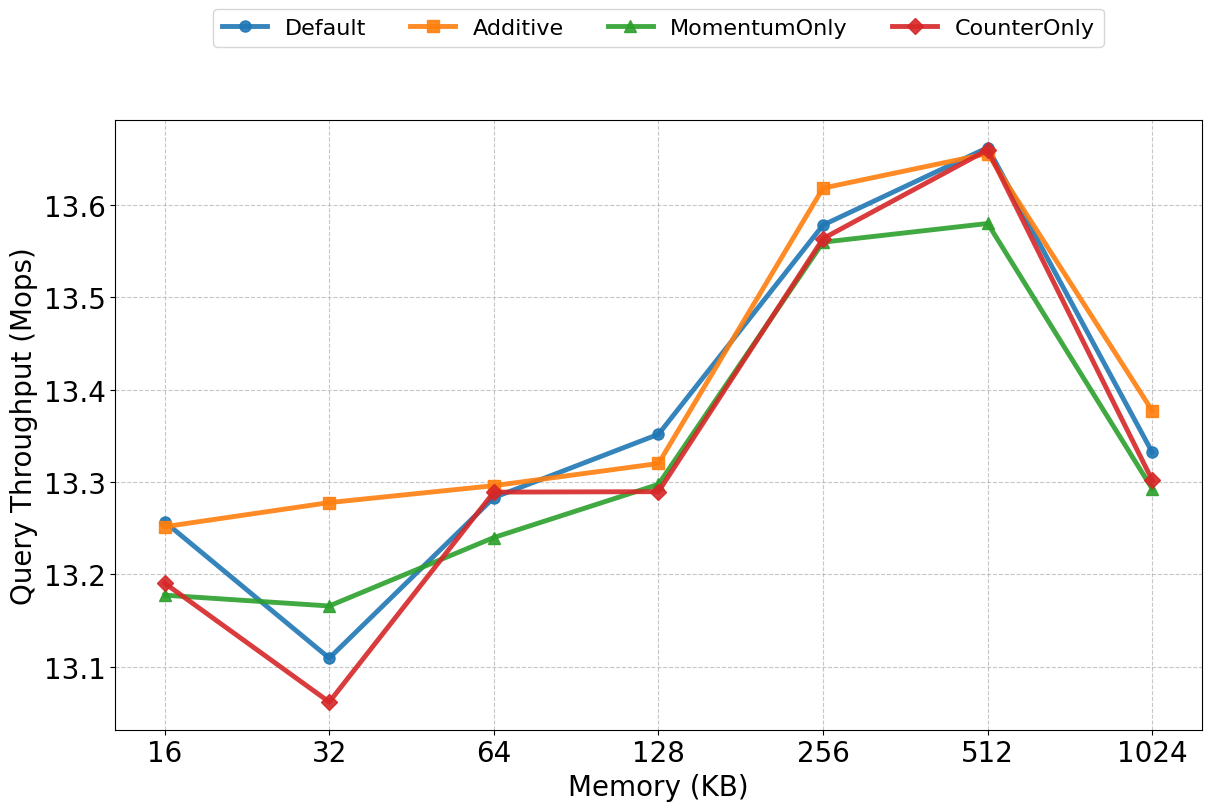 Default Additive MomentumOnly CounterOnly
Query Throughput (Mops)
13.6
13.5
13.4
13.3
13.2
13.1
16 32 64 128 256 512 1024
Memory (KB)